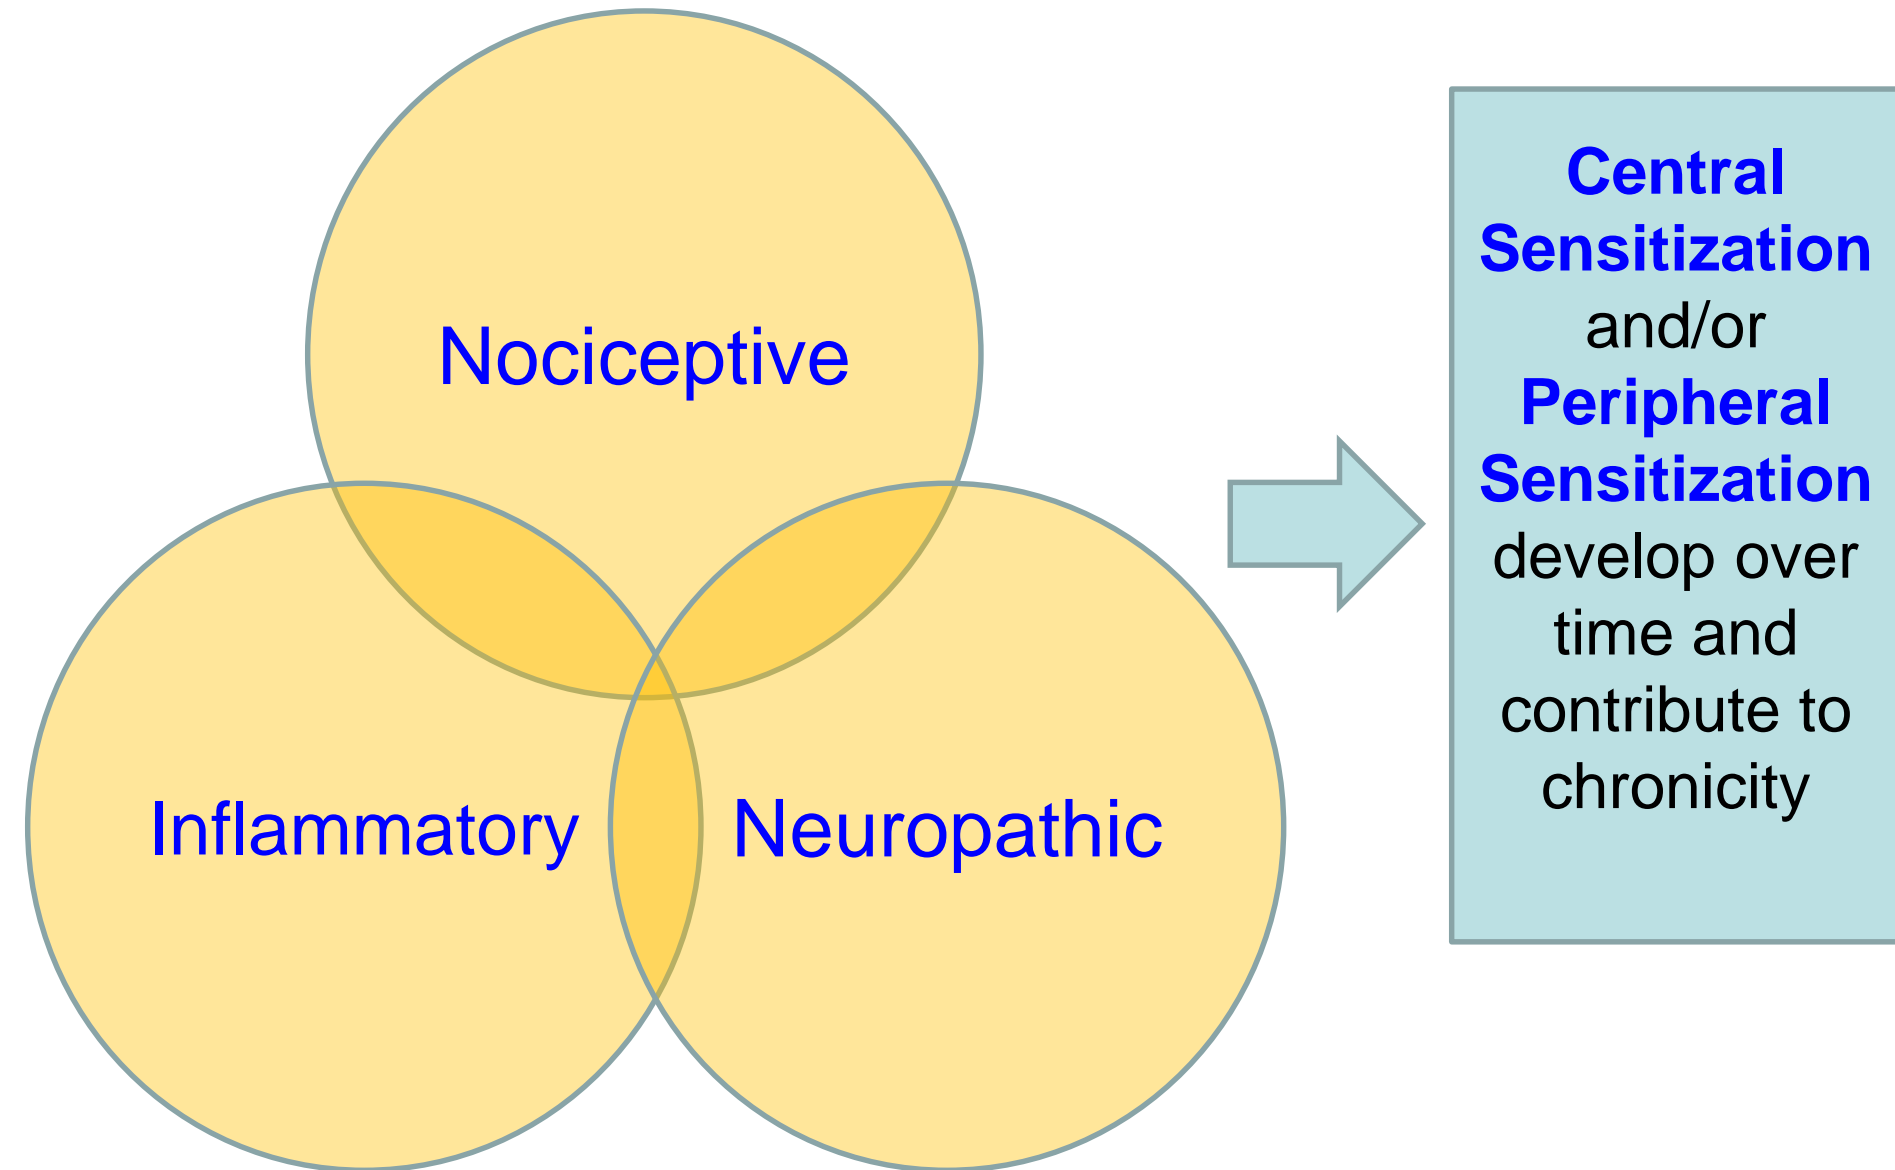 Nociceptive
Inflammatory
Neuropathic
Central
Sensitization
and/or
Peripheral
Sensitization
develop over
time and
contribute to
chronicity